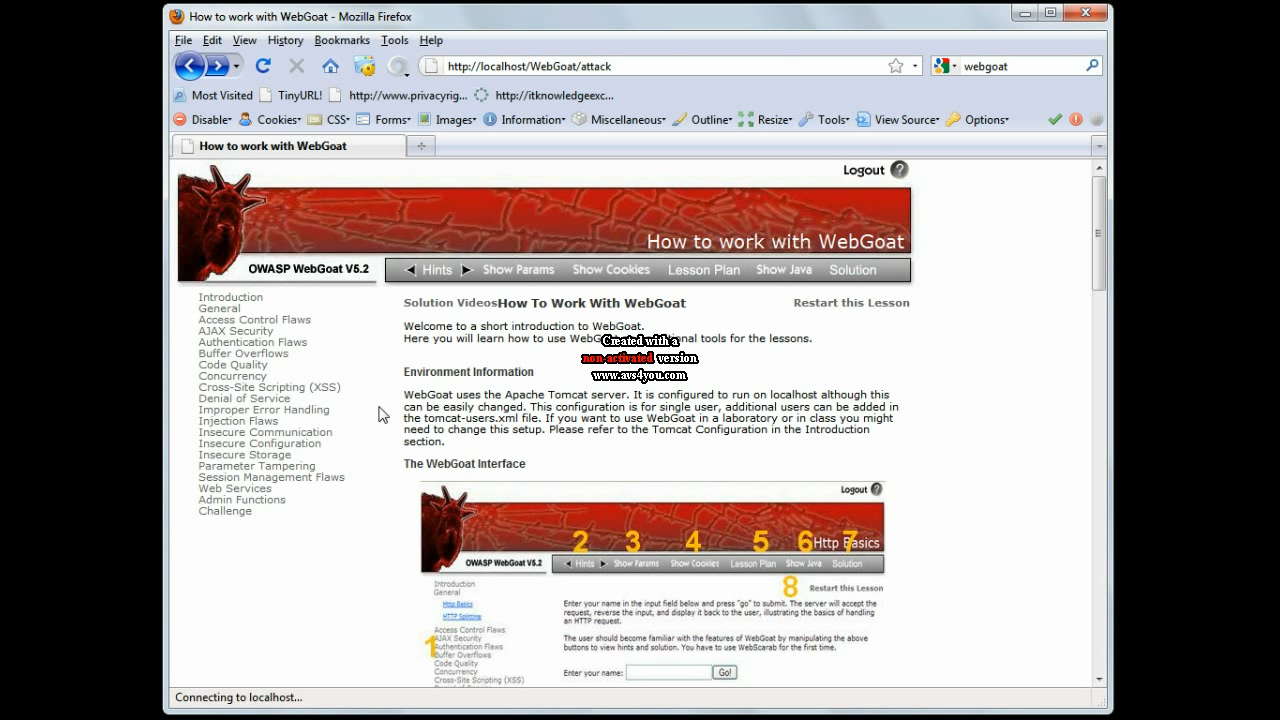 How to work with WebGoat - Mozilla Firefox
File Edit View History Bookmarks Tools Help
http://localhost/WebGoat/attack webgoat
Most Visited TinyURL! http://www.privacyrig... http://itknowledgeexc...
Disable Cookies CSS Forms Images Information Miscellaneous Outline Resize Tools View Source Options
How to work with WebGoat
Logout ?
How to work with WebGoat
OWASP WebGoat V5.2 Hints Show Params Show Cookies Lesson Plan Show Java Solution
Introduction
General
Access Control Flaws
AJAX Security
Authentication Flaws
Buffer Overflows
Code Quality
Concurrency
Cross-Site Scripting (XSS)
Denial of Service
Improper Error Handling
Injection Flaws
Insecure Communication
Insecure Configuration
Insecure Storage
Parameter Tampering
Session Management Flaws
Web Services
Admin Functions
Challenge
Solution Videos How To Work With WebGoat Restart this Lesson
Welcome to a short introduction to WebGoat.
Here you will learn how to use WebG tional tools for the lessons.
Created with a
non-activated version
www.avs4you.com
Environment Information
WebGoat uses the Apache Tomcat server. It is configured to run on localhost although this
can be easily changed. This configuration is for single user, additional users can be added in
the tomcat-users.xml file. If you want to use WebGoat in a laboratory or in class you might
need to change this setup. Please refer to the Tomcat Configuration in the Introduction
section.
The WebGoat Interface
Logout ?
2 3 4 5 6 7
Http Basics
OWASP WebGoat V5.2 Hints Show Params Show Cookies Lesson Plan Show Java Solution
8 Restart this Lesson
Introduction
General
Http Basics
HTTP Splitting
Access Control Flaws
AJAX Security
1
Authentication Flaws
Buffer Overflows
Code Quality
Concurrency
Cross-Site Scripting (XSS)
Enter your name in the input field below and press "go" to submit. The server will accept the
request, reverse the input, and display it back to the user, illustrating the basics of handling
an HTTP request.
The user should become familiar with the features of WebGoat by manipulating the above
buttons to view hints and solution. You have to use WebScarab for the first time.
Enter your name: Go!
Connecting to localhost...